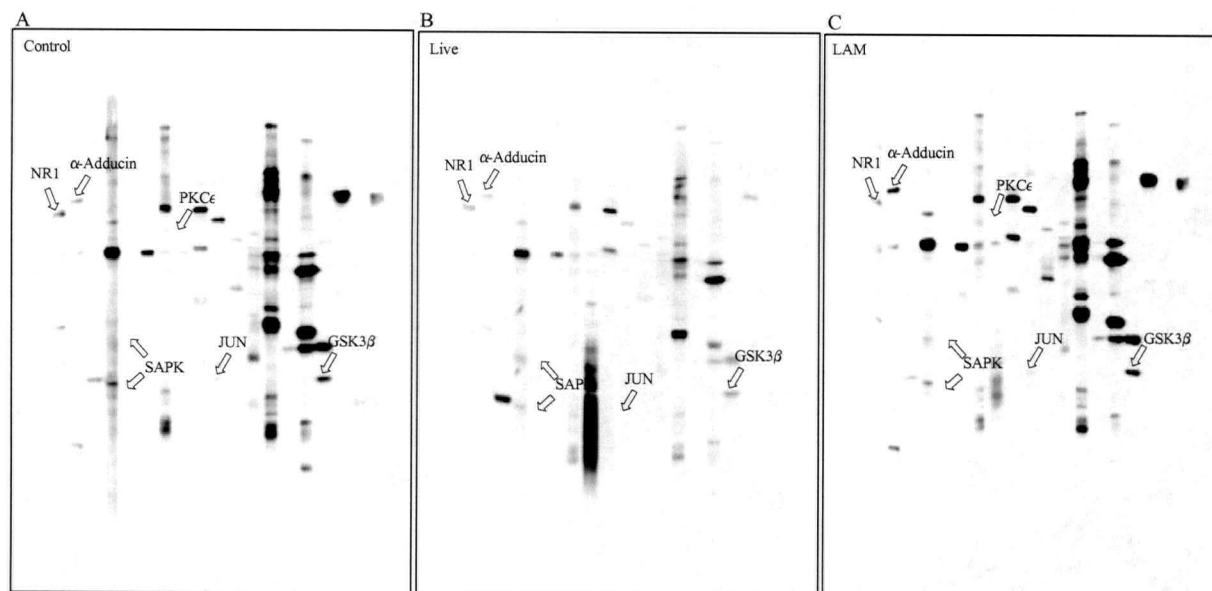 A
Control
NR1
α-Adducin
PKCϵ
SAPK
JUN
GSK3β
B
Live
NR1
α-Adducin
SAP
JUN
GSK3β
C
LAM
NR1
α-Adducin
PKCϵ
SAPK
JUN
GSK3β